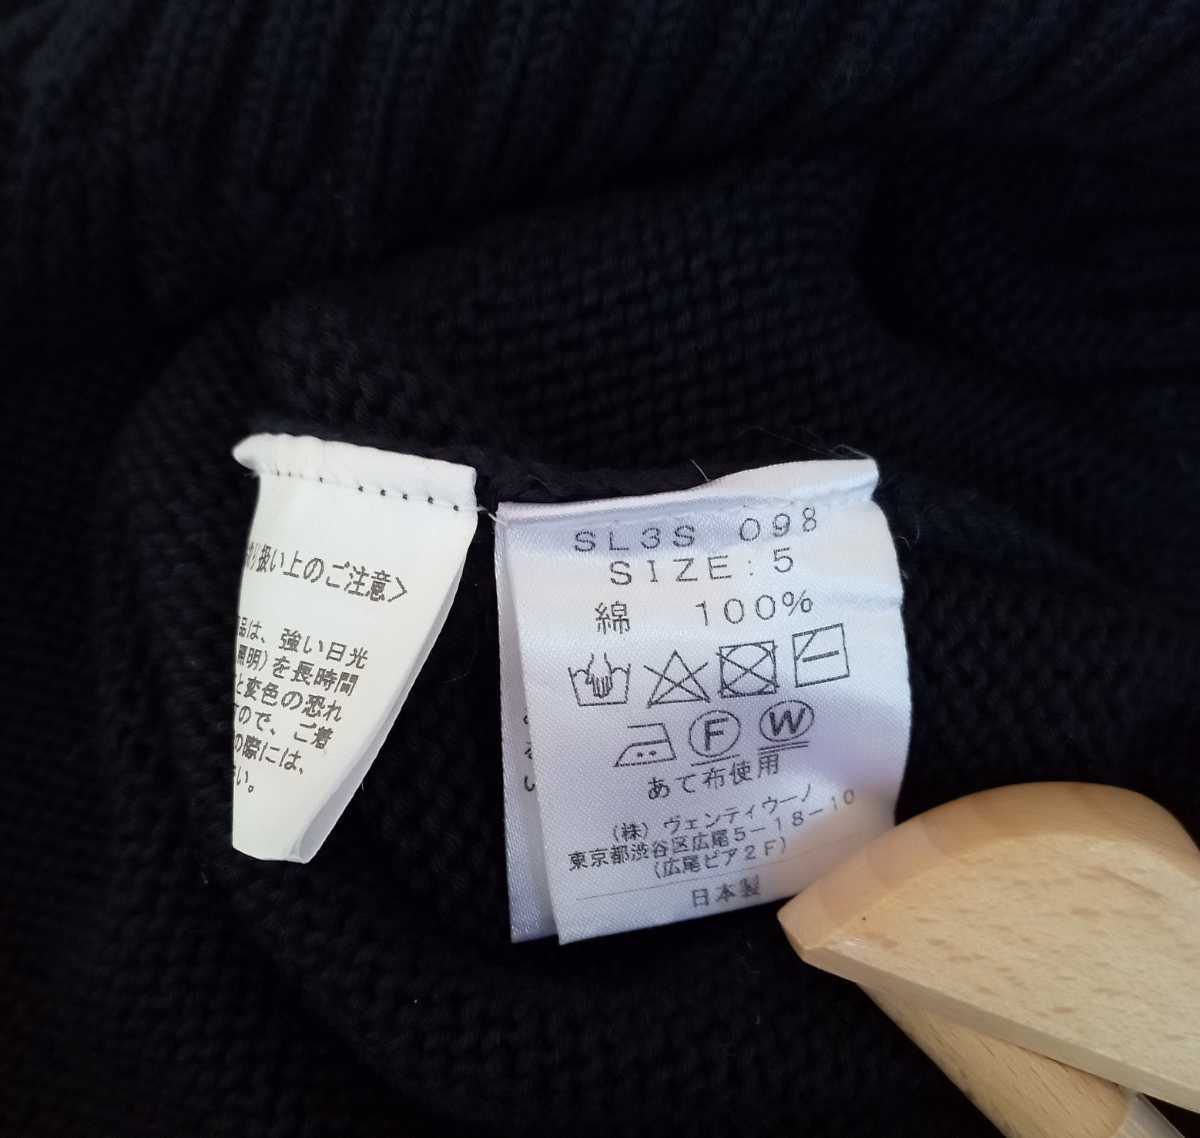 り扱い上のご注意〉
品は、強い日光
照明)を長時間
と変色の恐れ
ので、ご着
の際には、
い。
SL3S 098
SIZE:5
綿 100%
F W
あて布使用
(株)ヴェンティウーノ
東京都渋谷区広尾5-18-10
(広尾ピア2F)
日本製